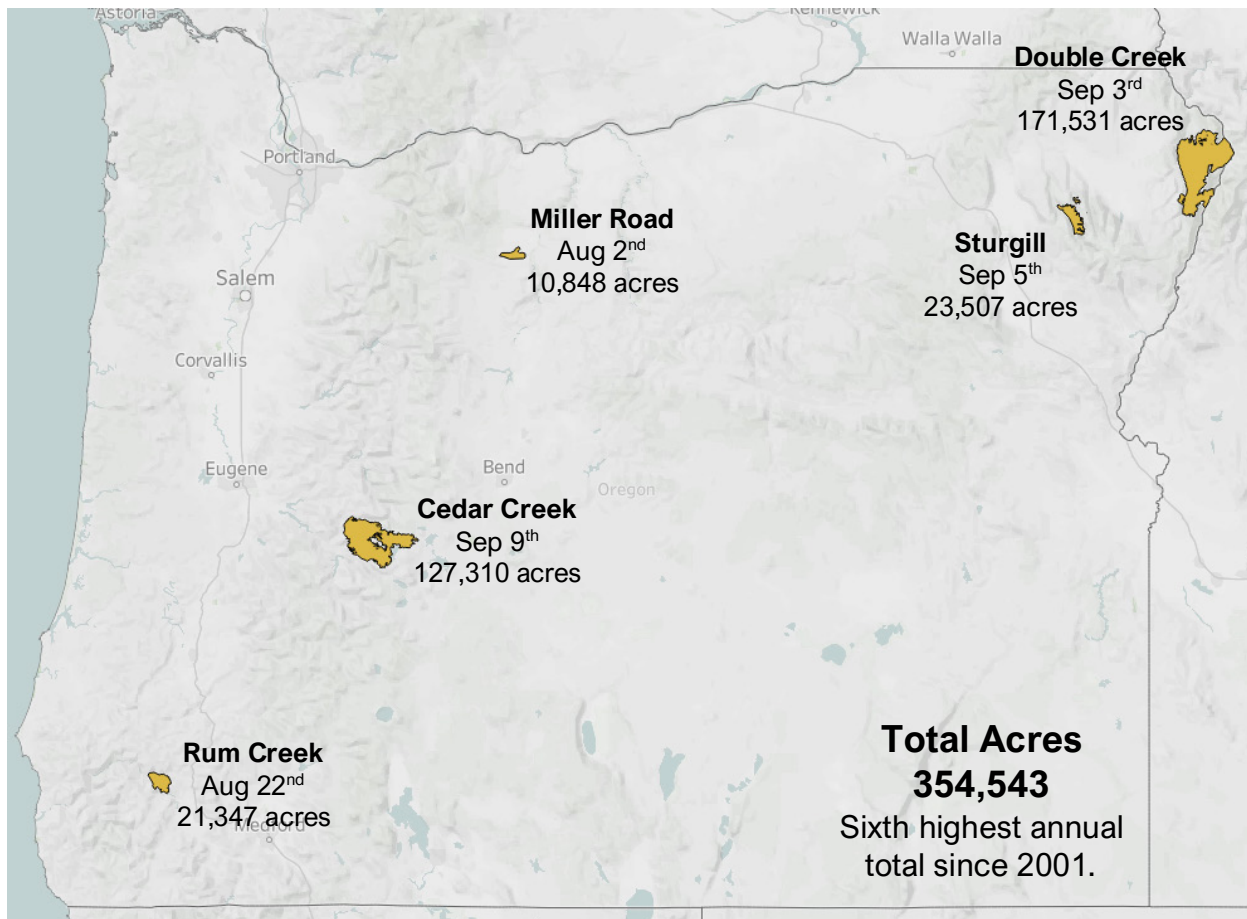 Astoria
Kennewick
Walla Walla
Double Creek
Sep 3rd
171,531 acres
Portland
Miller Road
Aug 2nd
10,848 acres
Sturgill
Sep 5th
23,507 acres
Salem
Corvallis
Eugene
Bend
Oregon
Cedar Creek
Sep 9th
127,310 acres
Rum Creek
Aug 22nd
21,347 acres
Medford
Total Acres
354,543
Sixth highest annual
total since 2001.